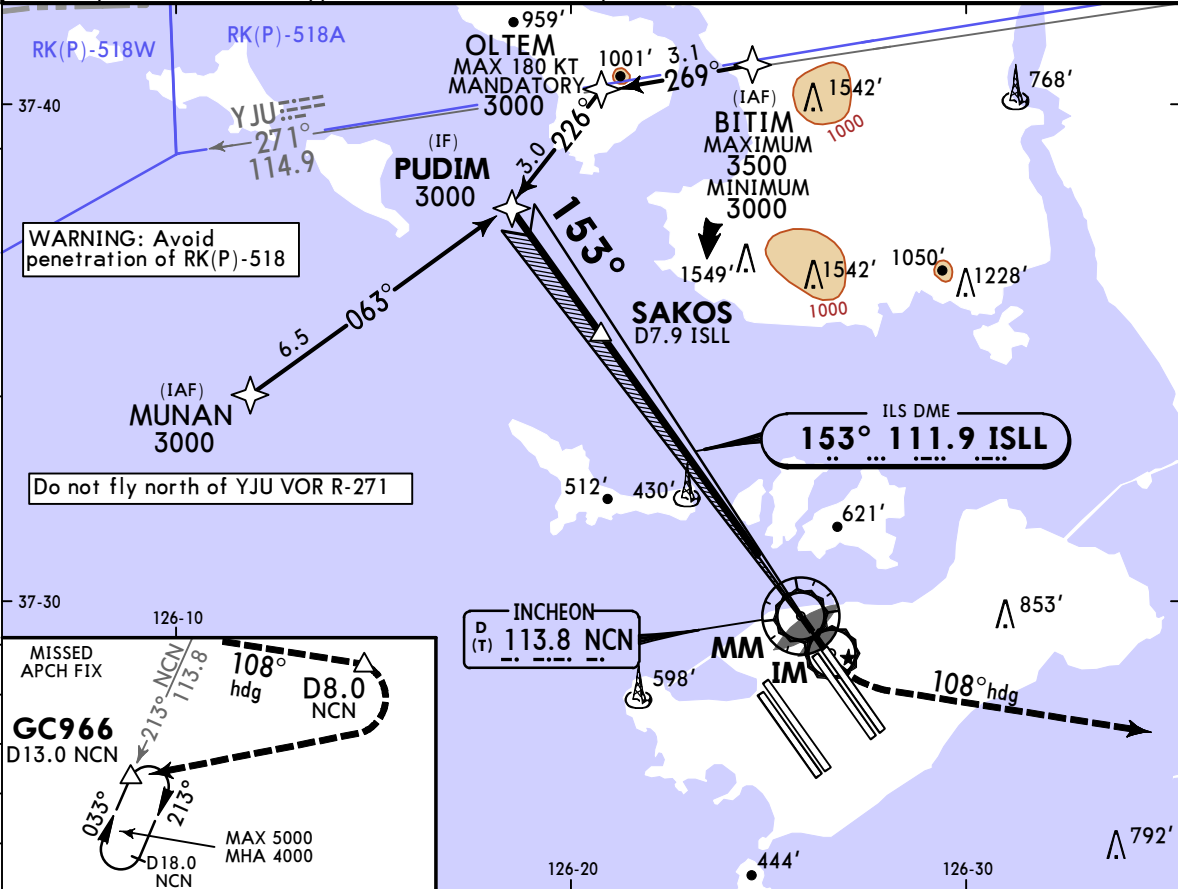 RK(P)-518W
RK(P)-518A
959'
OLTEM
MAX 180 KT
MANDATORY
3000
1001'
3.1
269°
(IAF)
BITIM
MAXIMUM
3500
MINIMUM
3000
1542'
1000
768'
37-40
YJU
271°
114.9
(IF)
PUDIM
3000
226°
3.0
153°
WARNING: Avoid
penetration of RK(P)-518
1549'
1542'
1000
1050'
1228'
SAKOS
D7.9 ISLL
063°
6.5
(IAF)
MUNAN
3000
ILS DME
153° 111.9 ISLL
Do not fly north of YJU VOR R-271
512'
430'
621'
37-30
126-10
INCHEON
D
(T) 113.8 NCN
MM
IM
853'
598'
108° hdg
MISSED
APCH FIX
213° NCN
113.8
108°
hdg
D8.0
NCN
GC966
D13.0 NCN
033°
213°
MAX 5000
MHA 4000
D18.0
NCN
126-20
444'
126-30
792'